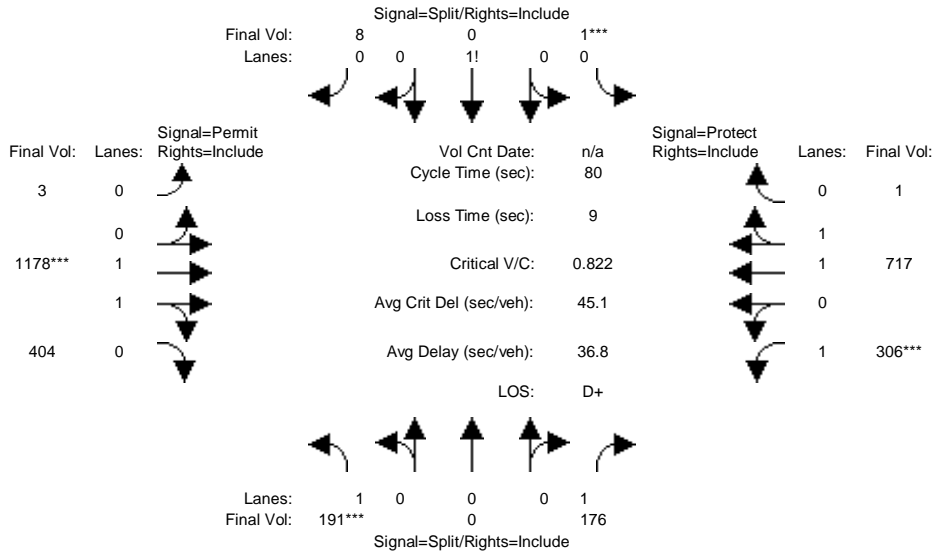 Signal=Split/Rights=Include
Final Vol: 8 0 1***
Lanes: 0 0 1! 0 0
Signal=Permit Signal=Protect
Final Vol: Lanes: Rights=Include Vol Cnt Date: n/a Rights=Include Lanes: Final Vol:
Cycle Time (sec): 80
3 0 0 1
Loss Time (sec): 9
0 1
1178*** 1 Critical V/C: 0.822 1 717
1 Avg Crit Del (sec/veh): 45.1 0
404 0 Avg Delay (sec/veh): 36.8 1 306***
LOS: D+
Lanes: 1 0 0 0 1
Final Vol: 191*** 0 176
Signal=Split/Rights=Include